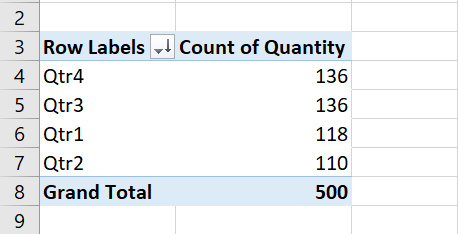 2
3 Row Labels Count of Quantity
4 Qtr4 136
5 Qtr3 136
6 Qtr1 118
7 Qtr2 110
8 Grand Total 500
9